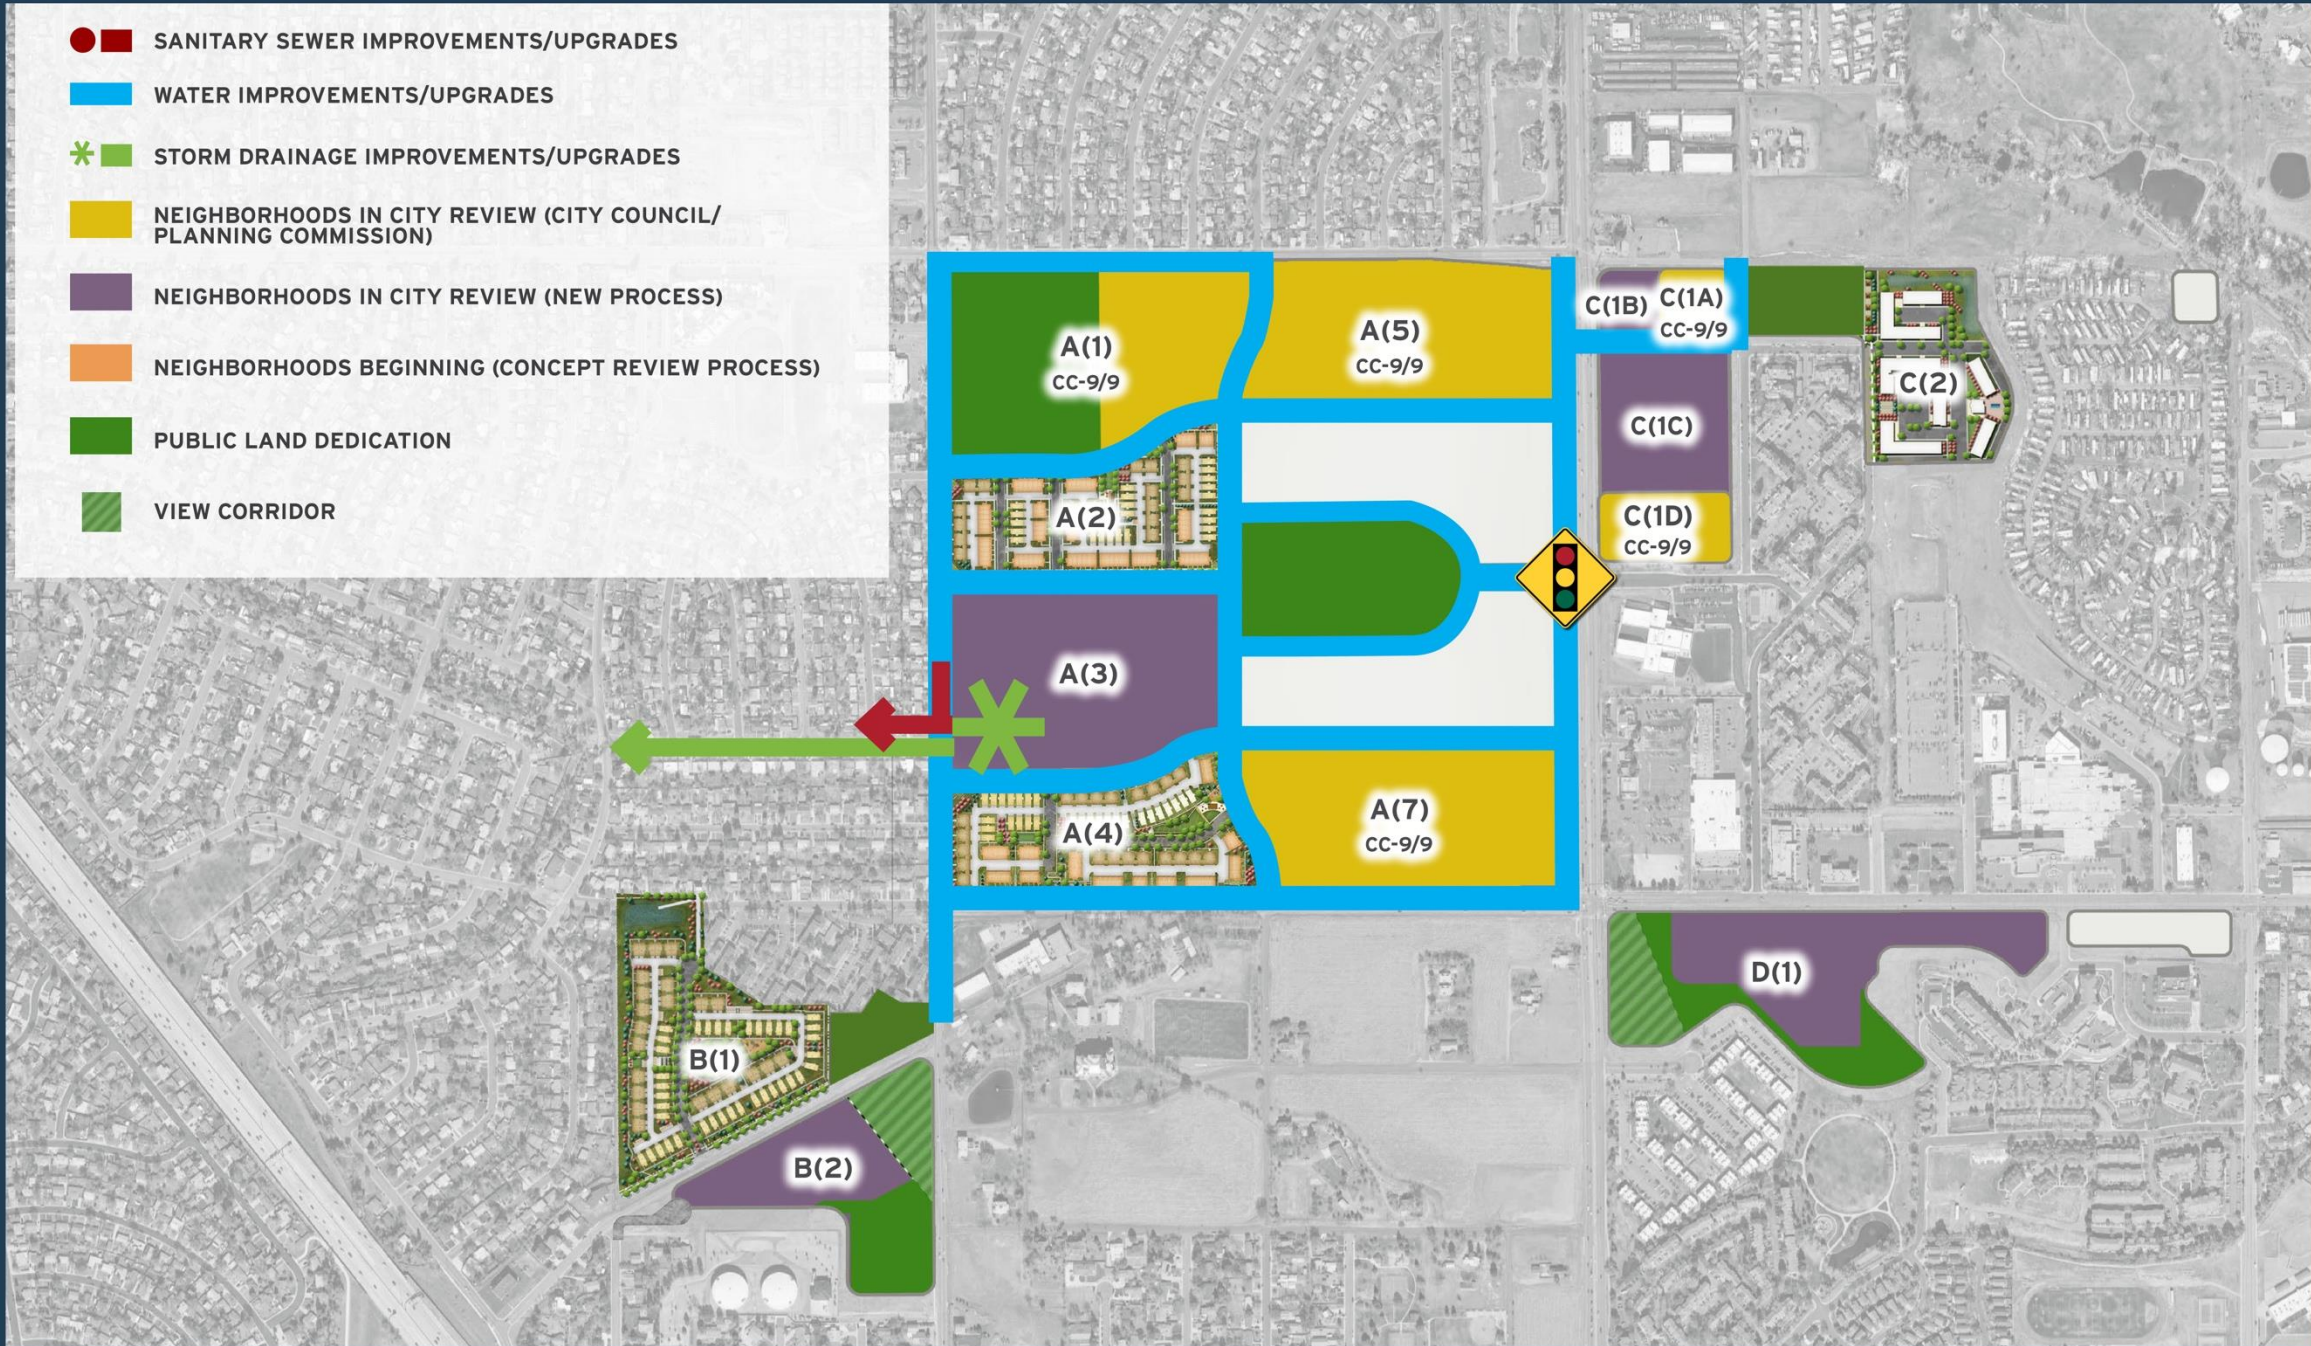 SANITARY SEWER IMPROVEMENTS/UPGRADES
WATER IMPROVEMENTS/UPGRADES
STORM DRAINAGE IMPROVEMENTS/UPGRADES
NEIGHBORHOODS IN CITY REVIEW (CITY COUNCIL/
PLANNING COMMISSION)
NEIGHBORHOODS IN CITY REVIEW (NEW PROCESS)
NEIGHBORHOODS BEGINNING (CONCEPT REVIEW PROCESS)
PUBLIC LAND DEDICATION
VIEW CORRIDOR
A(1)
CC-9/9
A(5)
CC-9/9
C(1B)
C(1A)
CC-9/9
C(2)
C(1C)
A(2)
C(1D)
CC-9/9
A(3)
A(4)
A(7)
CC-9/9
B(1)
D(1)
B(2)